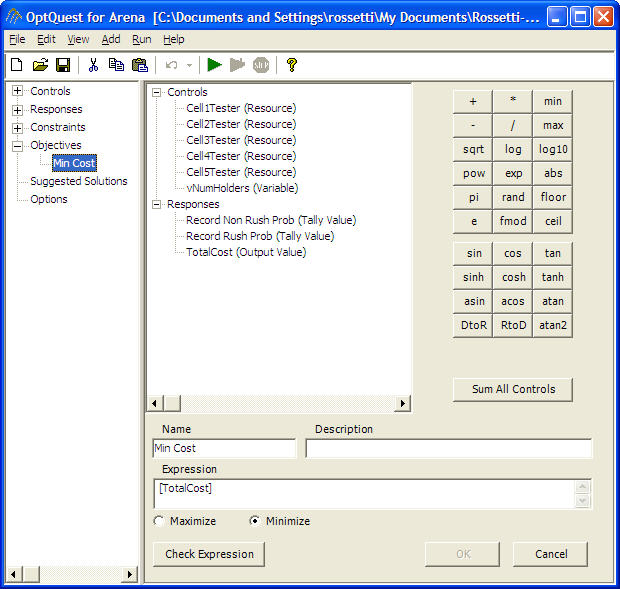 OptQuest for Arena [C:\Documents and Settings\rossetti\My Documents\Rossetti-...
File Edit View Add Run Help
Controls
Responses
Constraints
Objectives
Min Cost
Suggested Solutions
Options
Controls
Cell1Tester (Resource)
Cell2Tester (Resource)
Cell3Tester (Resource)
Cell4Tester (Resource)
Cell5Tester (Resource)
vNumHolders (Variable)
Responses
Record Non Rush Prob (Tally Value)
Record Rush Prob (Tally Value)
TotalCost (Output Value)
+ * min
- / max
sqrt log log10
pow exp abs
pi rand floor
e fmod ceil
sin cos tan
sinh cosh tanh
asin acos atan
DtoR RtoD atan2
Sum All Controls
Name Description
Min Cost
Expression
[TotalCost]
Maximize Minimize
Check Expression OK Cancel